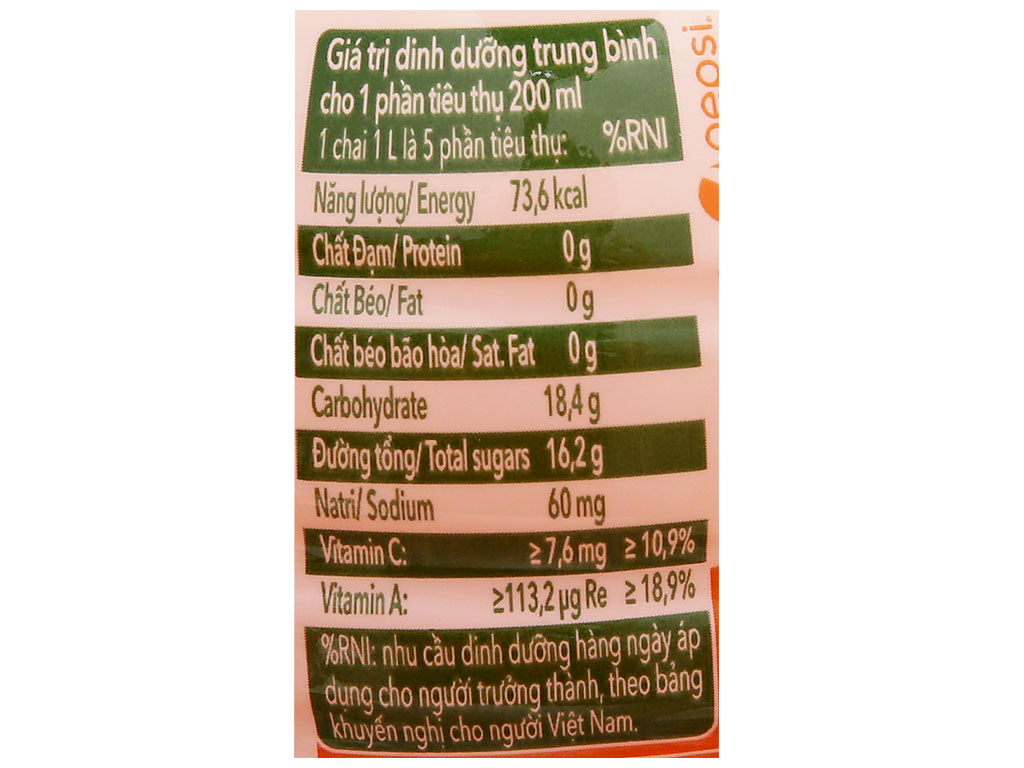 Giá trị dinh dưỡng trung bình
cho 1 phần tiêu thụ 200 ml
1 chai 1 L là 5 phần tiêu thụ: %RNI
Năng lượng/ Energy 73,6 kcal
Chất Đạm/ Protein 0 g
Chất Béo/ Fat 0 g
Chất béo bão hòa/ Sat. Fat 0 g
Carbohydrate 18,4 g
Đường tổng/ Total sugars 16,2 g
Natri/ Sodium 60 mg
Vitamin C: ≥7,6 mg ≥10,9%
Vitamin A: ≥113,2 µg Re ≥18,9%
%RNI: nhu cầu dinh dưỡng hàng ngày áp
dụng cho người trưởng thành, theo bảng
khuyến nghị cho người Việt Nam.
pepsi